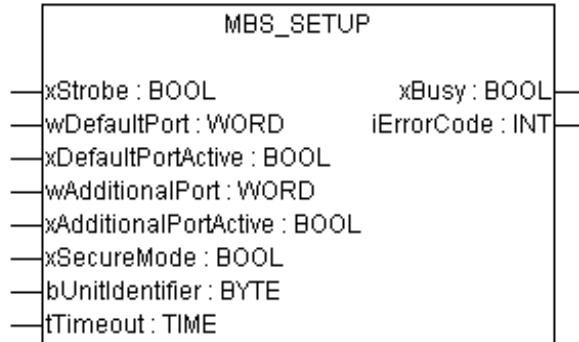 MBS_SETUP
xStrobe : BOOL xBusy : BOOL
wDefaultPort : WORD iErrorCode : INT
xDefaultPortActive : BOOL
wAdditionalPort : WORD
xAdditionalPortActive : BOOL
xSecureMode : BOOL
bUnitIdentifier : BYTE
tTimeout : TIME